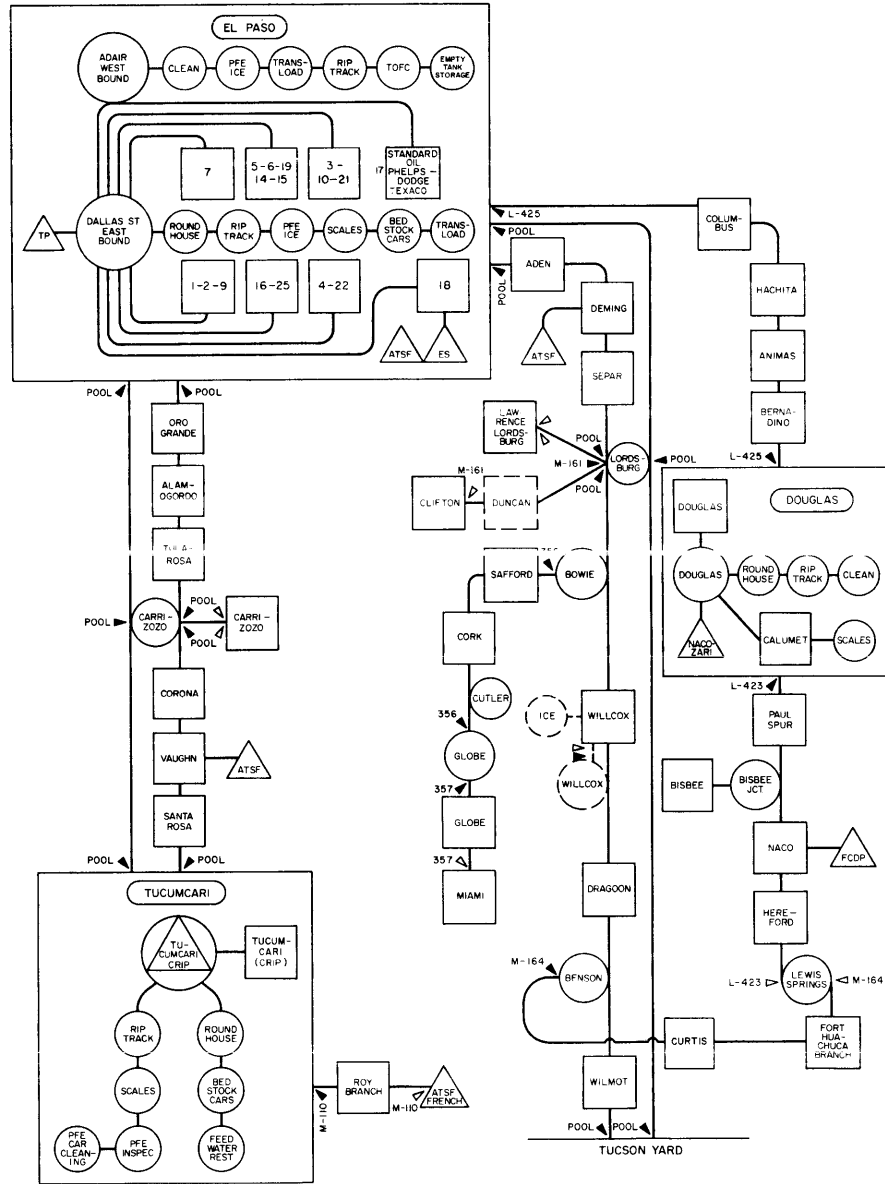 EL PASO
ADAIR
WEST
BOUND
CLEAN
PFE
ICE
TRANS-
LOAD
RIP
TRACK
TOFC
EMPTY
TANK
STORAGE
7
5-6-19
14-15
3-
10-21
17
STANDARD
OIL
PHELPS-
DODGE
TEXACO
TP
DALLAS ST
EAST
BOUND
ROUND
HOUSE
RIP
TRACK
PFE
ICE
SCALES
BED
STOCK
CARS
TRANS-
LOAD
1-2-9
16-25
4-22
18
ATSF
ES
L-425
POOL
POOL
COLUM-
BUS
ADEN
HACHITA
DEMING
ATSF
ANIMAS
SEPAR
BERNA-
DINO
POOL
POOL
ORO
GRANDE
LAW
RENCE
LORDS-
BURG
POOL
M-161
POOL
LORDS-
BURG
POOL
L-425
M-161
CLIFTON
DUNCAN
ALAM-
OGORDO
DOUGLAS
DOUGLAS
DOUGLAS
ROUND
HOUSE
RIP
TRACK
CLEAN
NACO-
ZARI
CALUMET
SCALES
TULA-
ROSA
SAFFORD
BOWIE
POOL
CARRI-
ZOZO
POOL
POOL
CARRI-
ZOZO
CORK
CORONA
CUTLER
356
GLOBE
ICE
WILLCOX
WILLCOX
L-423
PAUL
SPUR
VAUGHN
ATSF
357
GLOBE
BISBEE
BISBEE
JCT
SANTA
ROSA
357
MIAMI
NACO
FCDP
POOL
POOL
DRAGOON
HERE-
FORD
TUCUMCARI
TU-
CUMCARI
CRIP
TUCUM-
CARI
(CRIP)
M-164
BENSON
L-423
LEWIS
SPRINGS
M-164
RIP
TRACK
ROUND
HOUSE
CURTIS
FORT
HUA-
CHUCA
BRANCH
SCALES
BED
STOCK
CARS
ROY
BRANCH
ATSF
FRENCH
M-110
M-110
WILMOT
PFE
CAR
CLEAN-
ING
PFE
INSPEC
FEED
WATER
REST
POOL
POOL
TUCSON YARD